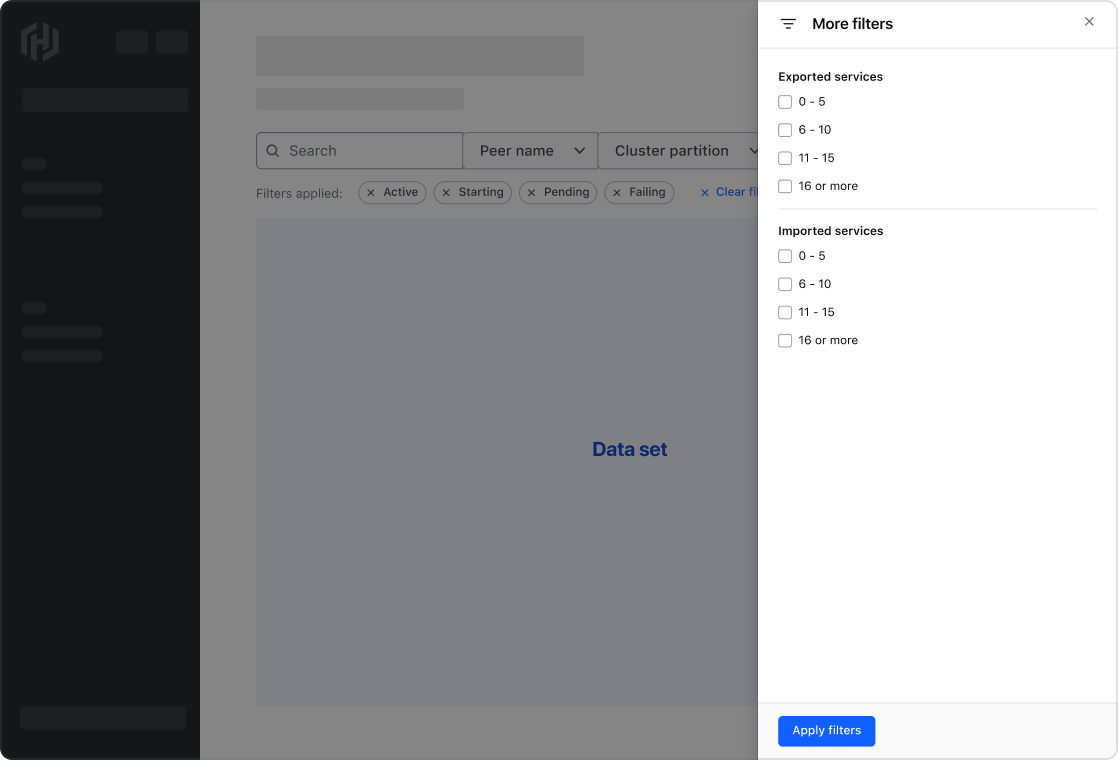 Search
Peer name
Cluster partition
Filters applied:
Active
Starting
Pending
Failing
Clear fil
Data set
More filters
Exported services
0 - 5
6 - 10
11 - 15
16 or more
Imported services
0 - 5
6 - 10
11 - 15
16 or more
Apply filters